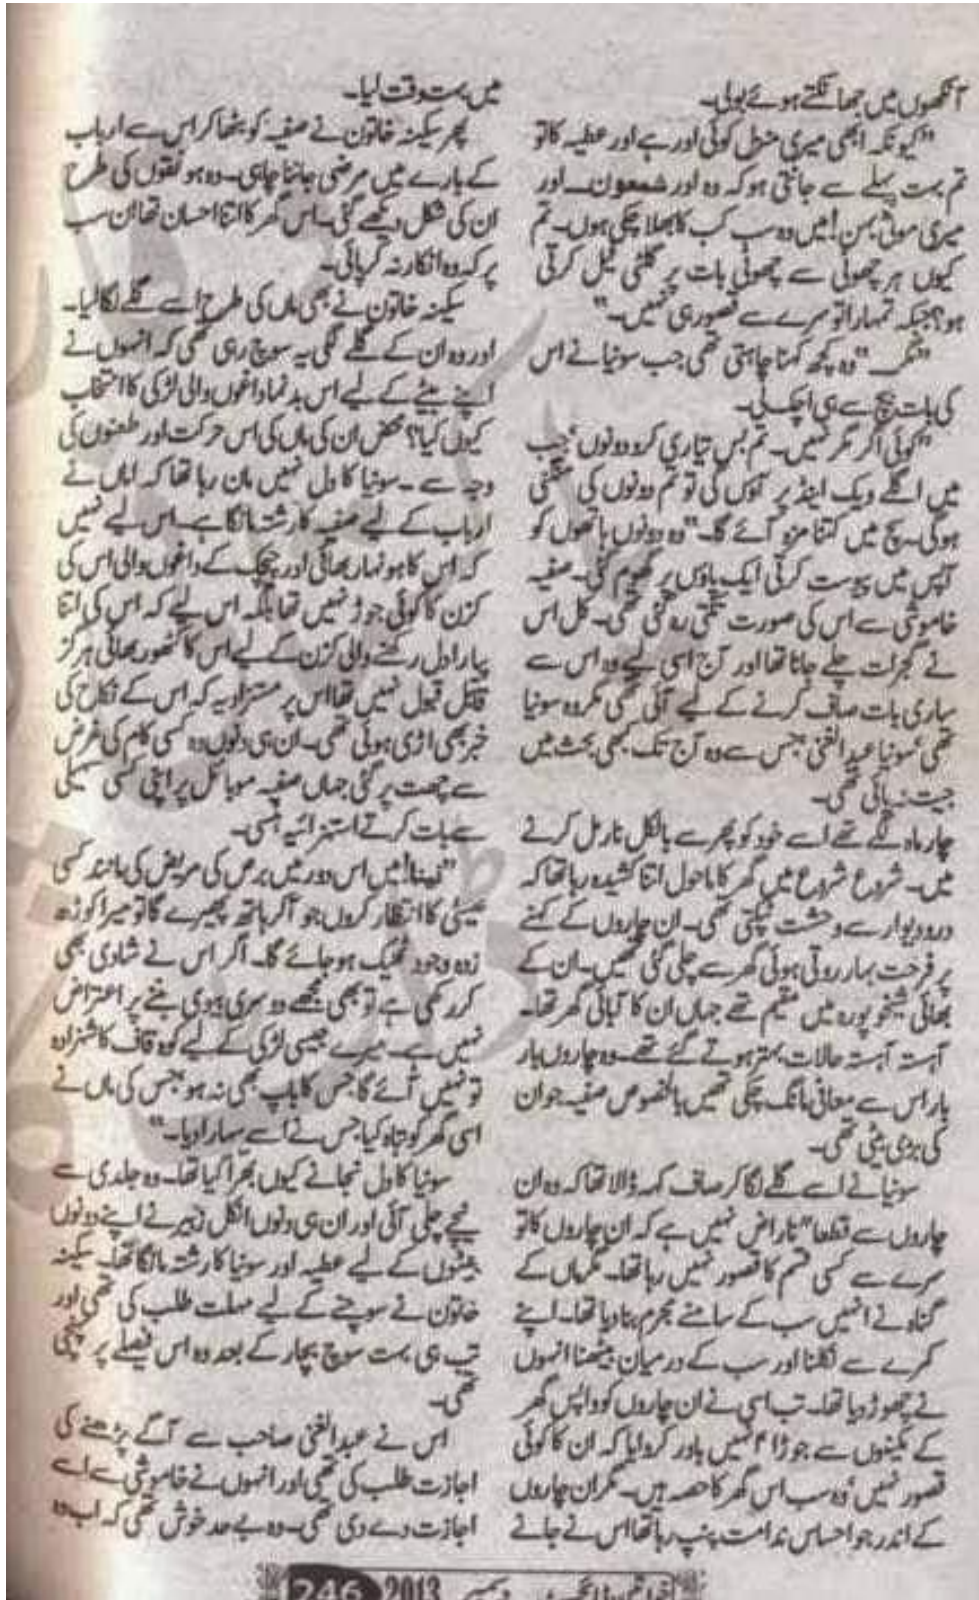 آنکھوں میں جھانکتے ہوئے بولی۔
"کیونکہ ابھی میری منزل کوئی اور ہے اور عطیہ کا تو
تم بہت پہلے سے جانتی ہو کہ وہ اور شمعون۔۔ اور
میری موٹی بہن! میں وہ سب کب کا بھلا چکی ہوں۔ تم
کیوں ہر چھوٹی سے چھوٹی بات پر گلٹی فیل کرتی
ہو؟ جبکہ تمہارا تو سرے سے قصور ہی نہیں۔"
"مگر۔" وہ کچھ کہنا چاہتی تھی جب سونیا نے اس
کی بات بیچ سے ہی اچک لی۔
"کوئی اگر مگر نہیں۔ تم بس تیاری کرو دونوں' جب
میں اگلے ویک اینڈ پر آؤں گی تو تم دونوں کی منگنی
ہو گی۔ سچ میں کتنا مزہ آئے گا۔" وہ دونوں ہاتھوں کو
آپس میں پیوست کرتی ایک پاؤں پر گھوم گئی۔ صفیہ
خاموشی سے اس کی صورت تکتی رہ گئی تھی۔ کل اس
نے گجرات چلے جانا تھا اور آج اسی لیے وہ اس سے
ساری بات صاف کرنے کے لیے آئی تھی مگر وہ سونیا
تھی' سونیا عبدالغنی جس سے وہ آج تک کبھی بحث میں
جیت نہ پائی تھی۔
چار ماہ لگے تھے اسے خود کو پھر سے بالکل نارمل کرنے
میں۔ شروع شروع میں گھر کا ماحول اتنا کشیدہ رہا تھا کہ
در و دیوار سے وحشت ٹپکتی تھی۔ ان چاروں کے کہنے
پر فرحت بہار روتی ہوئی گھر سے چلی گئی تھیں۔ ان کے
بھائی شیخوپورہ میں مقیم تھے جہاں ان کا آبائی گھر تھا۔
آہستہ آہستہ حالات بہتر ہوتے گئے تھے۔ وہ چاروں بار
بار اس سے معافی مانگ چکی تھیں بالخصوص صفیہ جو ان
کی بڑی بیٹی تھی۔
سونیا نے اسے گلے لگا کر صاف کہہ ڈالا تھا کہ وہ ان
چاروں سے قطعا" ناراض نہیں ہے کہ ان چاروں کا تو
سرے سے کسی قسم کا قصور نہیں رہا تھا۔ مگر ماں کے
گناہ نے انہیں سب کے سامنے مجرم بنا دیا تھا۔ اپنے
کمرے سے نکلنا اور سب کے درمیان بیٹھنا انہوں
نے چھوڑ دیا تھا۔ تب اسی نے ان چاروں کو واپس گھر
کے مکینوں سے جوڑا' انہیں باور کروایا کہ ان کا کوئی
قصور نہیں' وہ سب اس گھر کا حصہ ہیں۔ مگر ان چاروں
کے اندر جو احساس ندامت پنپ رہا تھا اس نے جانے
میں بہت وقت لیا۔
پھر سکینہ خاتون نے صفیہ کو بٹھا کر اس سے ارباب
کے بارے میں مرضی جاننا چاہی۔ وہ ہونقوں کی طرح
ان کی شکل دیکھے گئی۔ اس گھر کا اتنا احسان تھا ان سب
پر کہ وہ انکار نہ کر پائی۔
سکینہ خاتون نے بھی ماں کی طرح اسے گلے لگا لیا۔
اور وہ ان کے گلے لگی یہ سوچ رہی تھی کہ انہوں نے
اپنے بیٹے کے لیے اس بدنما داغوں والی لڑکی کا انتخاب
کیوں کیا؟ محض ان کی ماں کی اس حرکت اور طعنوں کی
وجہ سے۔ سونیا کا دل نہیں مان رہا تھا کہ اماں نے
ارباب کے لیے صفیہ کا رشتہ مانگا ہے۔ اس لیے نہیں
کہ اس کا ہونہار بھائی اور چیچک کے داغوں والی اس کی
کزن کا کوئی جوڑ نہیں تھا بلکہ اس لیے کہ اس کی اتنا
پیارا دل رکھنے والی کزن کے لیے اس کا کٹھور بھائی ہرگز
قابل قبول نہیں تھا اس پر مستزاد یہ کہ اس کے نکاح کی
خبر بھی اڑی ہوئی تھی۔ ان ہی دنوں وہ کسی کام کی غرض
سے چھت پر گئی جہاں صفیہ موبائل پر اپنی کسی سہیلی
سے بات کرتے استہزائیہ ہنسی۔
"نینا! میں اس دور میں برص کی مریض کی مانند کسی
عیسیٰ کا انتظار کروں جو آکر ہاتھ پھیرے گا تو میرا کوڑھ
زدہ وجود ٹھیک ہو جائے گا۔ اگر اس نے شادی بھی
کر رکھی ہے تو بھی مجھے دوسری بیوی بننے پر اعتراض
نہیں ہے۔ میرے جیسی لڑکی کے لیے کوہ قاف کا شہزادہ
تو نہیں آئے گا جس کا باپ بھی نہ ہو' جس کی ماں نے
اسی گھر کو تباہ کیا جس نے اسے سہارا دیا۔"
سونیا کا دل نجانے کیوں بھر آ گیا تھا۔ وہ جلدی سے
نیچے چلی آئی اور ان ہی دنوں انکل زبیر نے اپنے دونوں
بیٹوں کے لیے عطیہ اور سونیا کا رشتہ مانگا تھا۔ سکینہ
خاتون نے سوچنے کے لیے مہلت طلب کی تھی اور
تب ہی بہت سوچ بچار کے بعد وہ اس فیصلے پر پہنچی
تھی۔
اس نے عبدالغنی صاحب سے آگے پڑھنے کی
اجازت طلب کی تھی اور انہوں نے خاموشی سے اسے
اجازت دے دی تھی۔ وہ بے حد خوش تھی کہ اب وہ
خواتین ڈائجسٹ دسمبر 2013 246